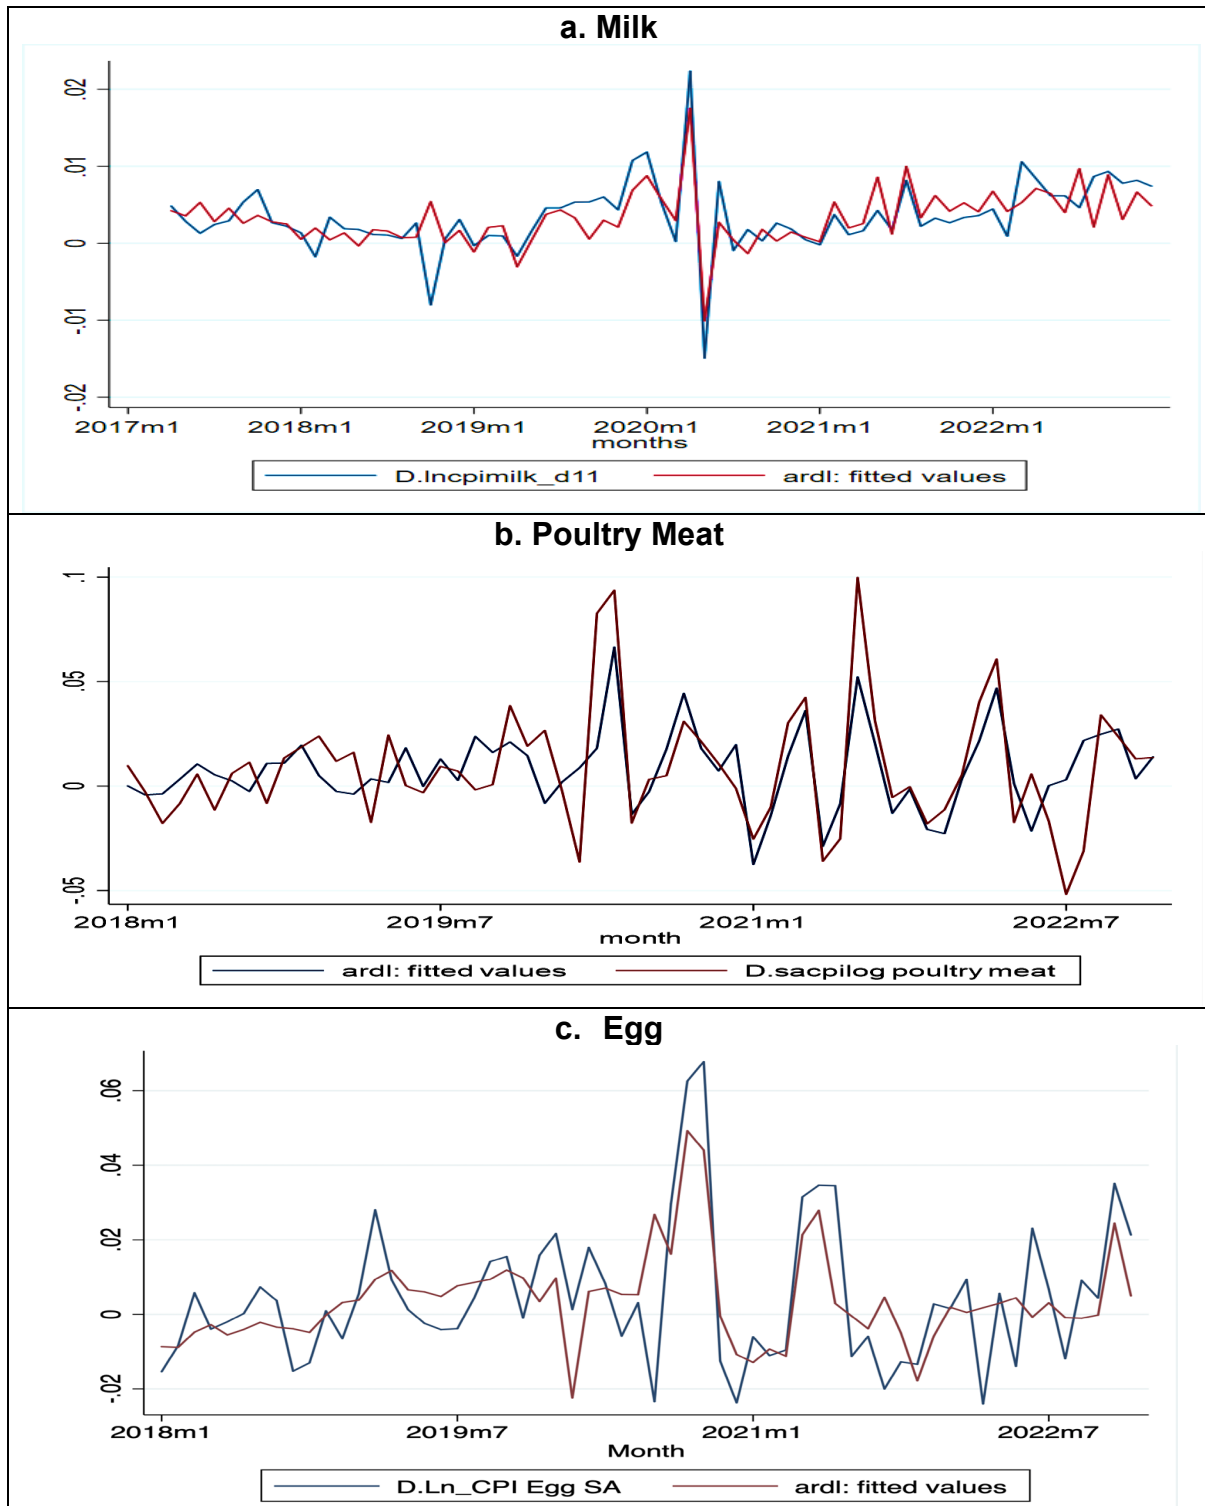 a. Milk
.02
.01
0
-.01
-.02
2017m1 2018m1 2019m1 2020m1 2021m1 2022m1
months
D.lncpimilk_d11 ardl: fitted values
b. Poultry Meat
.1
.05
0
-.05
2018m1 2019m7 2021m1 2022m7
month
ardl: fitted values D.sacpilog poultry meat
c. Egg
.06
.04
.02
0
-.02
2018m1 2019m7 2021m1 2022m7
Month
D.Ln_CPI Egg SA ardl: fitted values